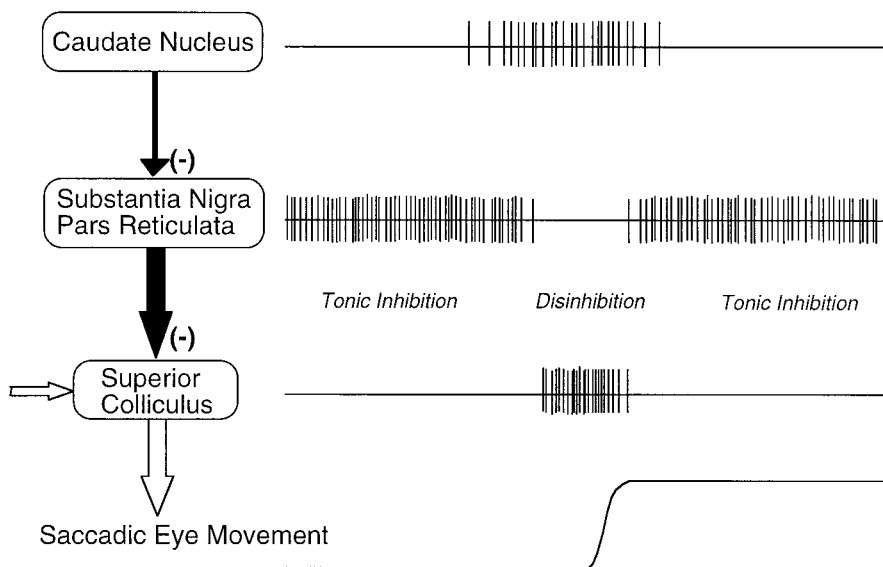 Caudate Nucleus
(-)
Substantia Nigra
Pars Reticulata
Tonic Inhibition
Disinhibition
Tonic Inhibition
(-)
Superior
Colliculus
Saccadic Eye Movement